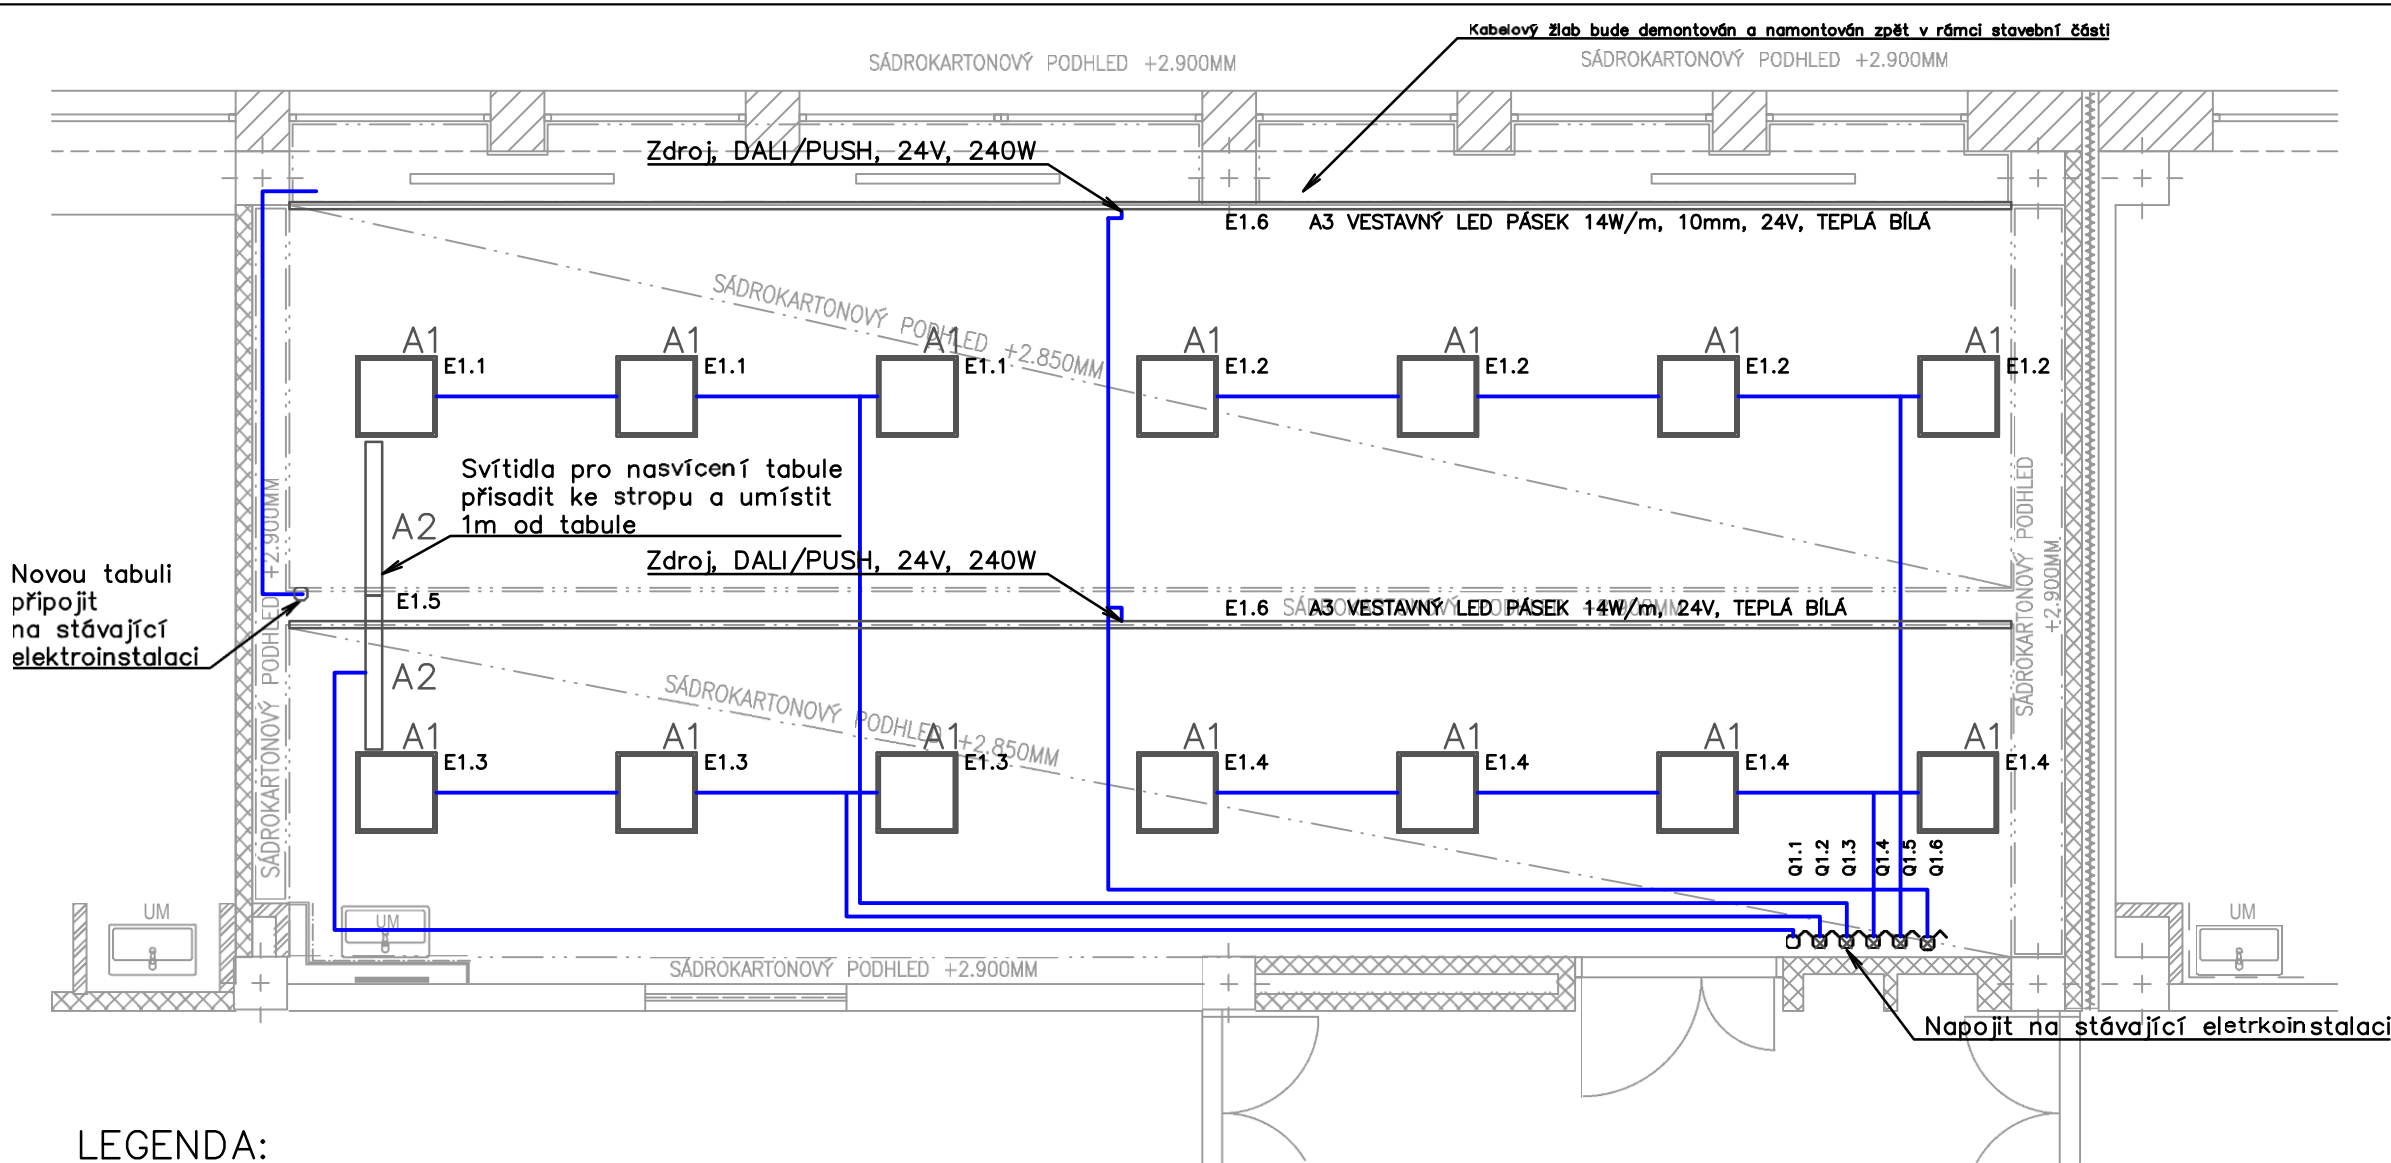 Kabelový žlab bude demontován a namontován zpět v rámci stavební části
SÁDROKARTONOVÝ PODHLED +2.900MM
SÁDROKARTONOVÝ PODHLED +2.900MM
Zdroj, DALI/PUSH, 24V, 240W
E1.6 A3 VESTAVNÝ LED PÁSEK 14W/m, 10mm, 24V, TEPLÁ BÍLÁ
SÁDROKARTONOVÝ PODHLED +2.850MM
A1 A1 A1 A1 A1 A1 A1
E1.1 E1.1 E1.1 E1.2 E1.2 E1.2 E1.2
Svítidla pro nasvícení tabule
přisadit ke stropu a umístit
1m od tabule
A2
Zdroj, DALI/PUSH, 24V, 240W
Novou tabuli
připojit
na stávající
elektroinstalaci
E1.5
E1.6 A3 VESTAVNÝ LED PÁSEK 14W/m, 24V, TEPLÁ BÍLÁ
SÁDROKARTONOVÝ PODHLED +2.900MM
SÁDROKARTONOVÝ PODHLED +2.900MM
SÁDROKARTONOVÝ PODHLED
+2.900MM
A2
SÁDROKARTONOVÝ PODHLED +2.850MM
A1 A1 A1 A1 A1 A1 A1
E1.3 E1.3 E1.3 E1.4 E1.4 E1.4 E1.4
Q1.1
Q1.2
Q1.3
Q1.4
Q1.5
Q1.6
UM
UM
UM
SÁDROKARTONOVÝ PODHLED +2.900MM
Napojit na stávající eletrkoinstalaci
LEGENDA: